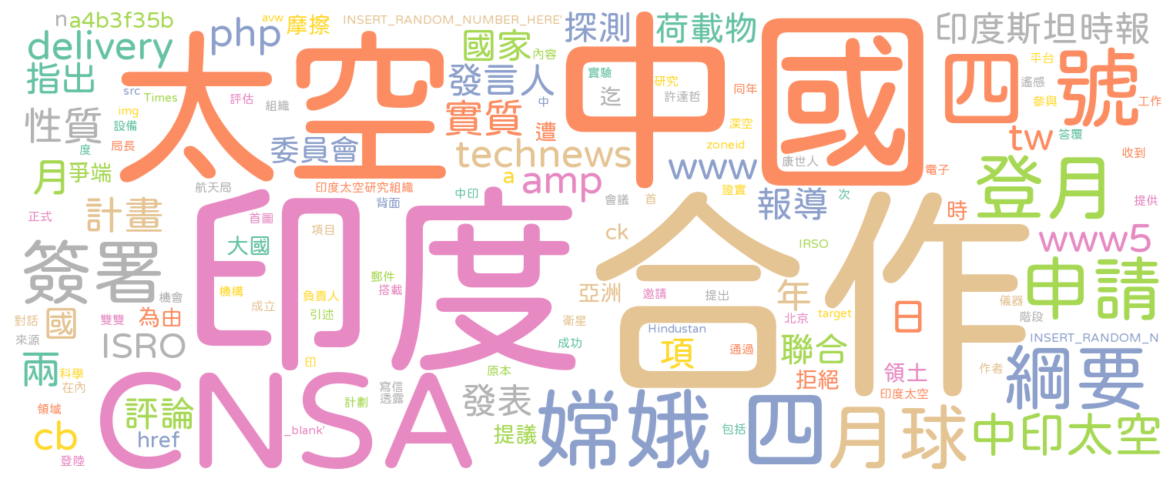 na4b3f35b
avw
摩擦
INSERT_RANDOM_NUMBER_HERE'
探測
荷載物
印度斯坦時報
delivery
php
國家
內容
太空
中國
四號
指出
src
Times
評估
組織
發言人
實驗
迄
研究
許達哲
同年
平台
遙感
參與
工作
性質
img
設備
局長
度
委員會
實質
遭
中
深空
zoneid
tw
答覆
收到
月
爭端
航天局
印度太空研究組織
technews
a
amp
www
康世人
證實
電子
登月
計畫
中印
背面
會議
首
報導
次
時
提供
正式
首圖
項目
印度
合作
大國
ck
IRSO
www5
簽署
機會
機構
成立
負責人
引述
郵件
搭載
亞洲
邀請
提出
年
北京
target
日
儀器
階段
申請
對話
來源
國
雙雙
為由
ISRO
衛星
成功
Hindustan
項
通過
聯合
拒絕
INSERT_RANDOM_N
兩
科學
在內
印
原本
領土
印度太空
作者
綱要
領域
CNSA
評論
計劃
寫信
透露
發表
嫦娥
四
月球
中印太空
cb
href
_blank'
提議
包括
登陸